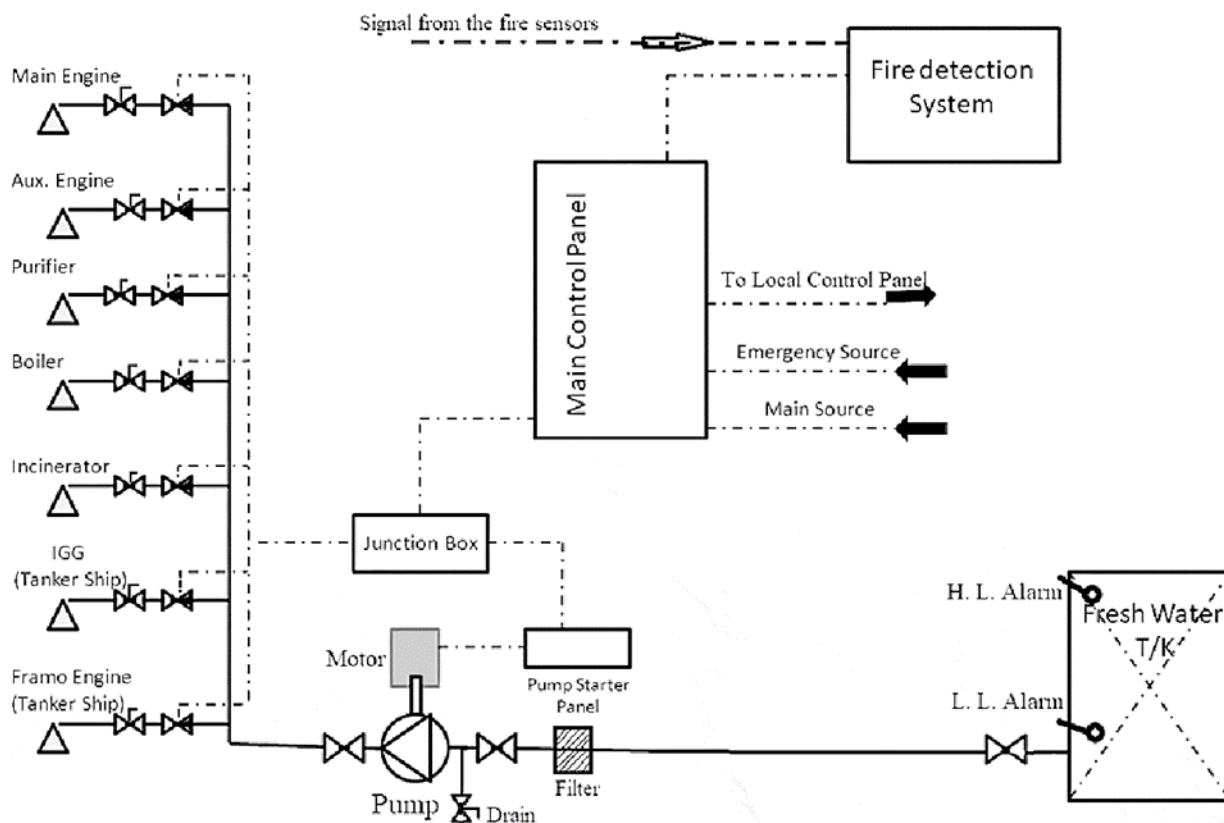 Signal from the fire sensors
Fire detection
System
Main Engine
Aux. Engine
Purifier
Boiler
Incinerator
IGG
(Tanker Ship)
Framo Engine
(Tanker Ship)
Main Control Panel
To Local Control Panel
Emergency Source
Main Source
Junction Box
Motor
Pump Starter
Panel
Pump
Drain
Filter
H. L. Alarm
Fresh Water
T/K
L. L. Alarm